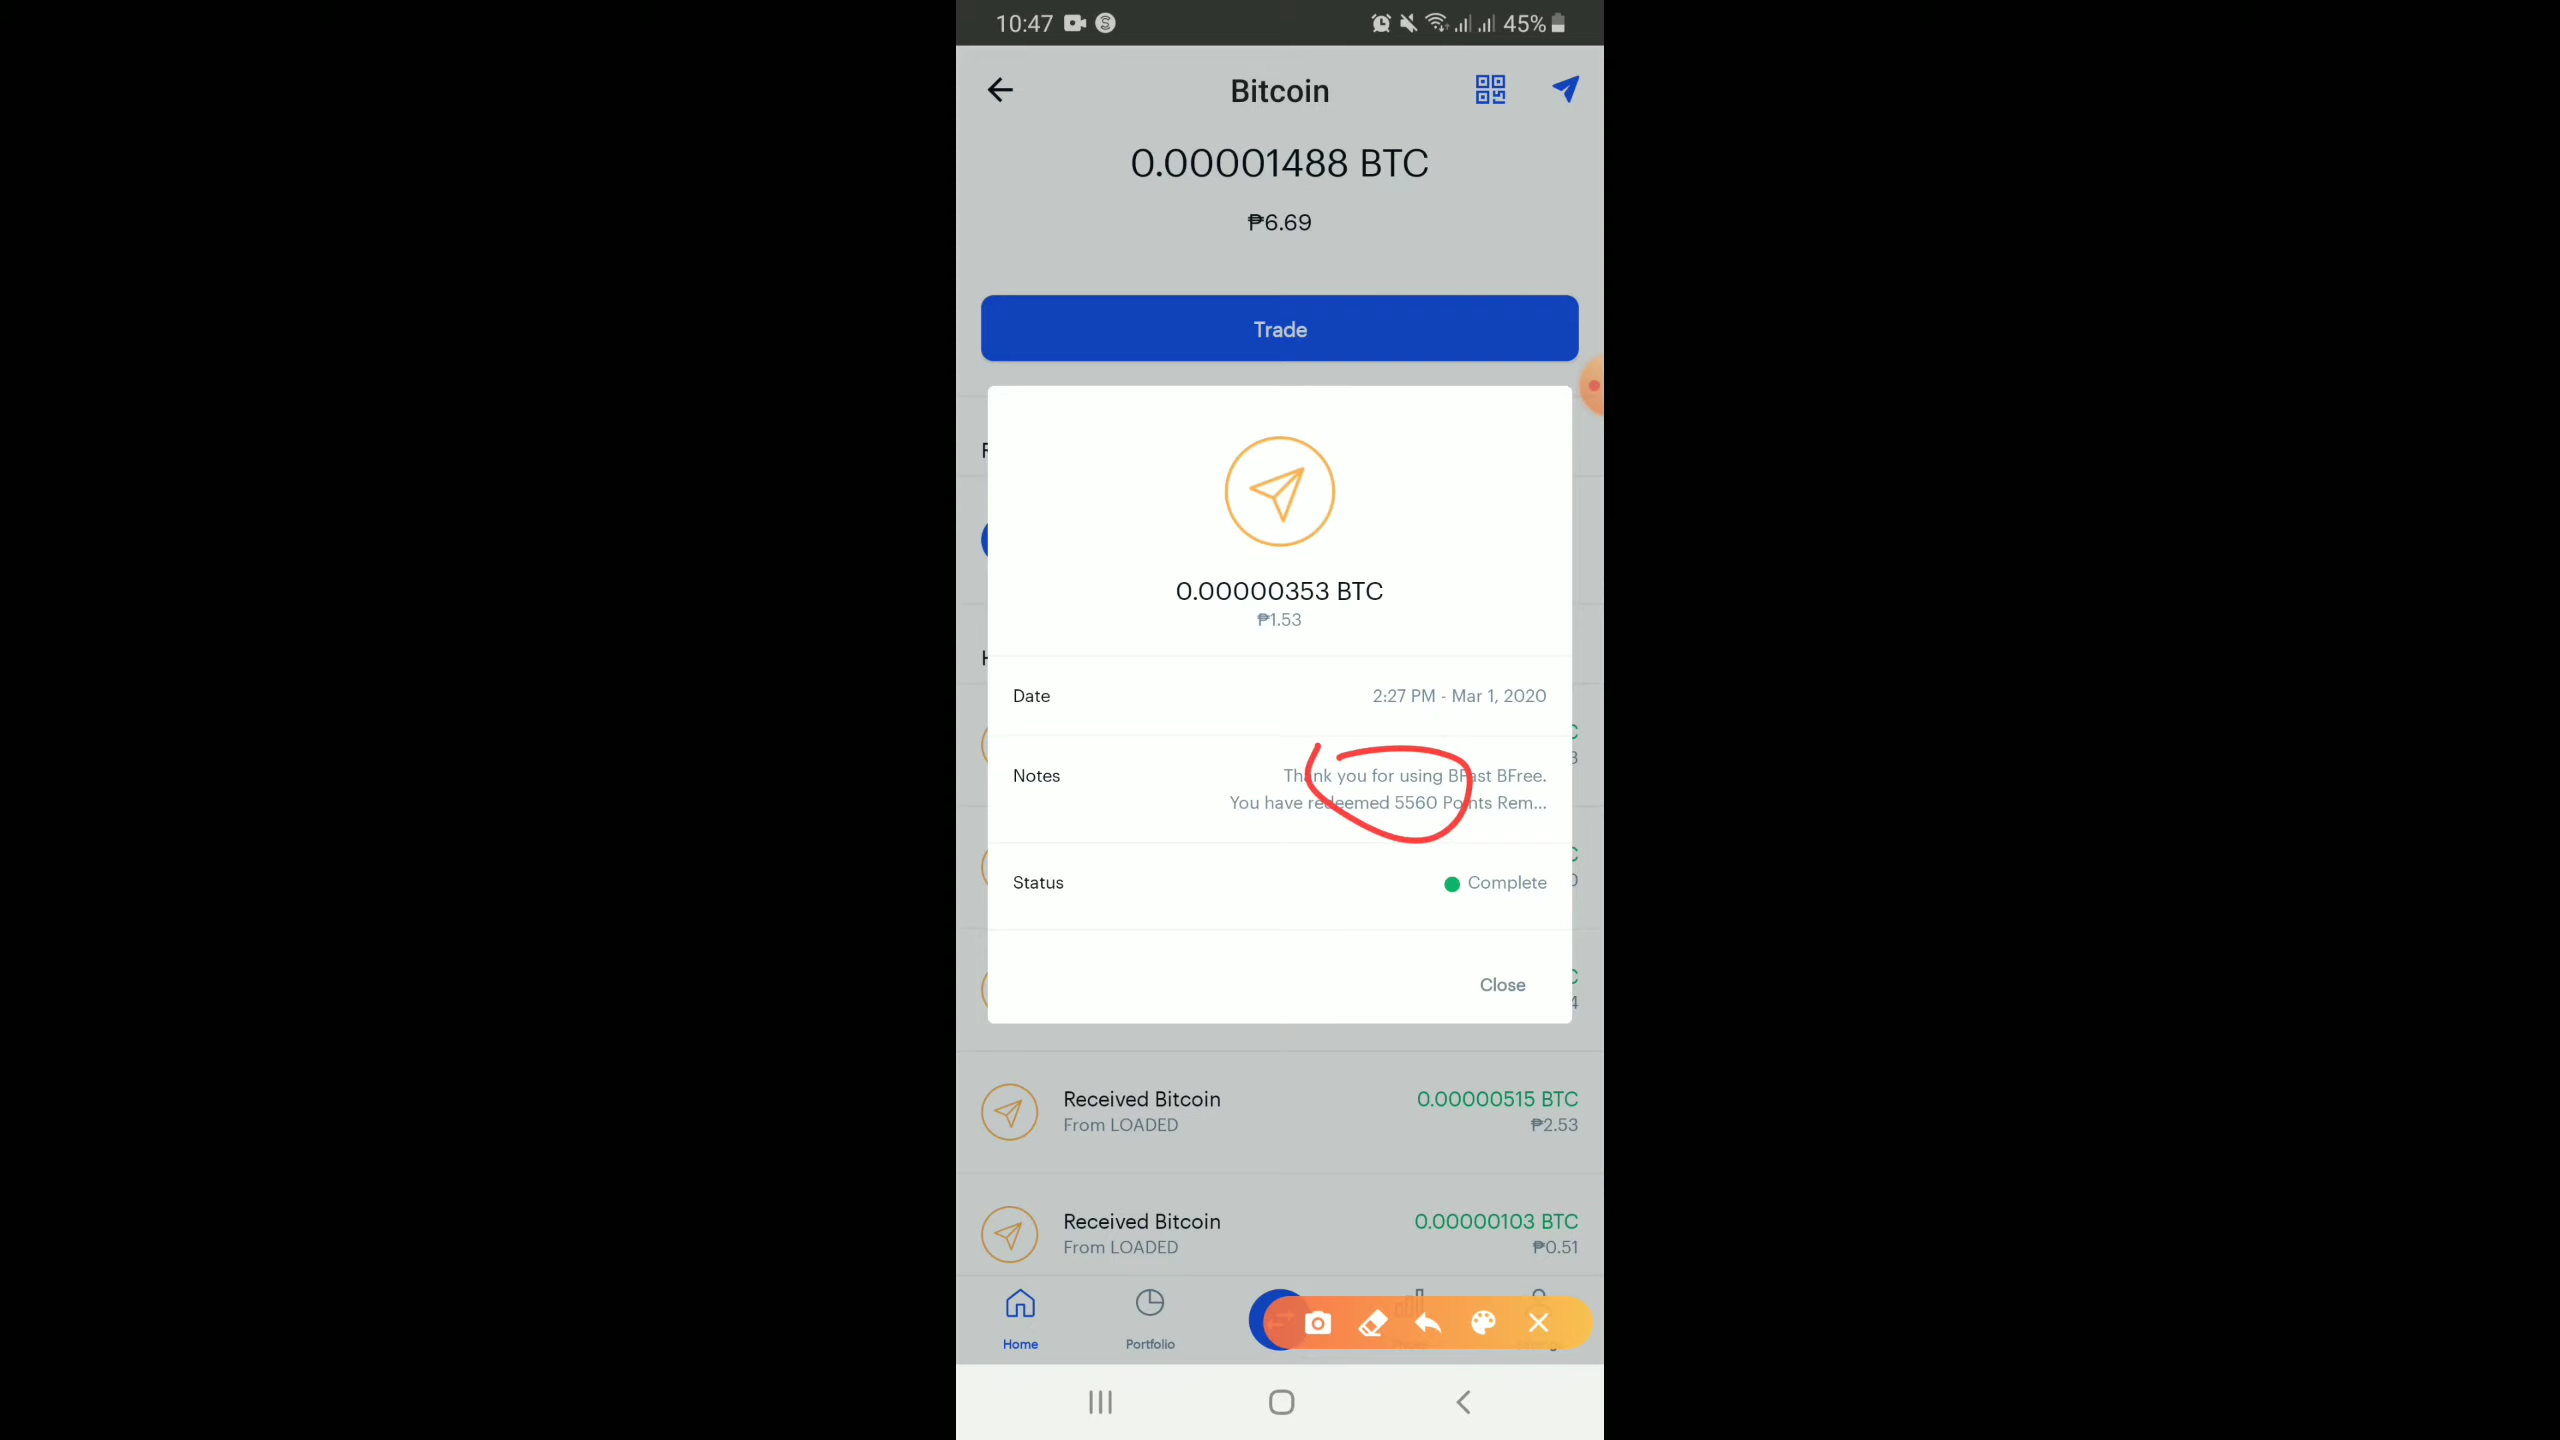 10:47
45%
Bitcoin
0.00001488 BTC
₱6.69
Trade
0.00000353 BTC
₱1.53
Date
2:27 PM - Mar 1, 2020
Notes
Thank you for using BFast BFree.
You have redeemed 5560 Points Rem...
Status
Complete
Close
Received Bitcoin
0.00000515 BTC
From LOADED
₱2.53
Received Bitcoin
0.00000103 BTC
From LOADED
₱0.51
Home
Portfolio